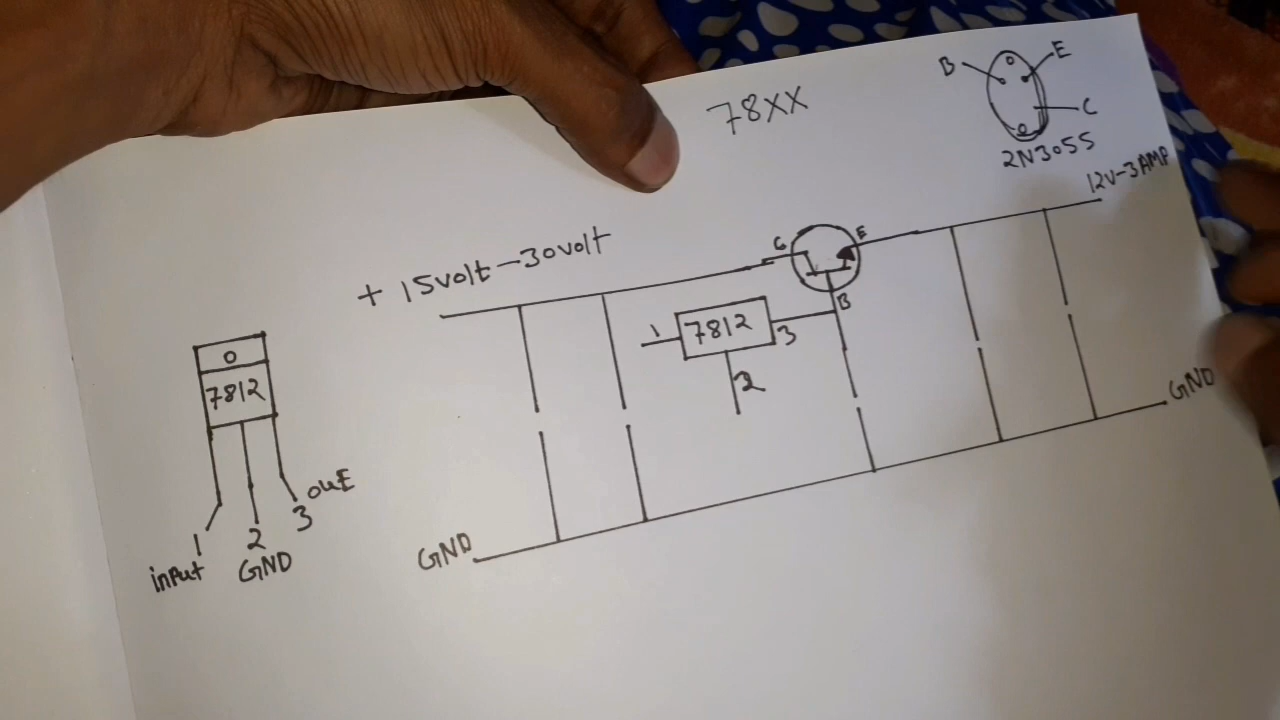 78XX
B
E
C
2N3055
12V-3AMP
+ 15volt-30volt
C
E
B
1
7812
3
2
O
7812
out
1
2
3
input
GND
GND
GND